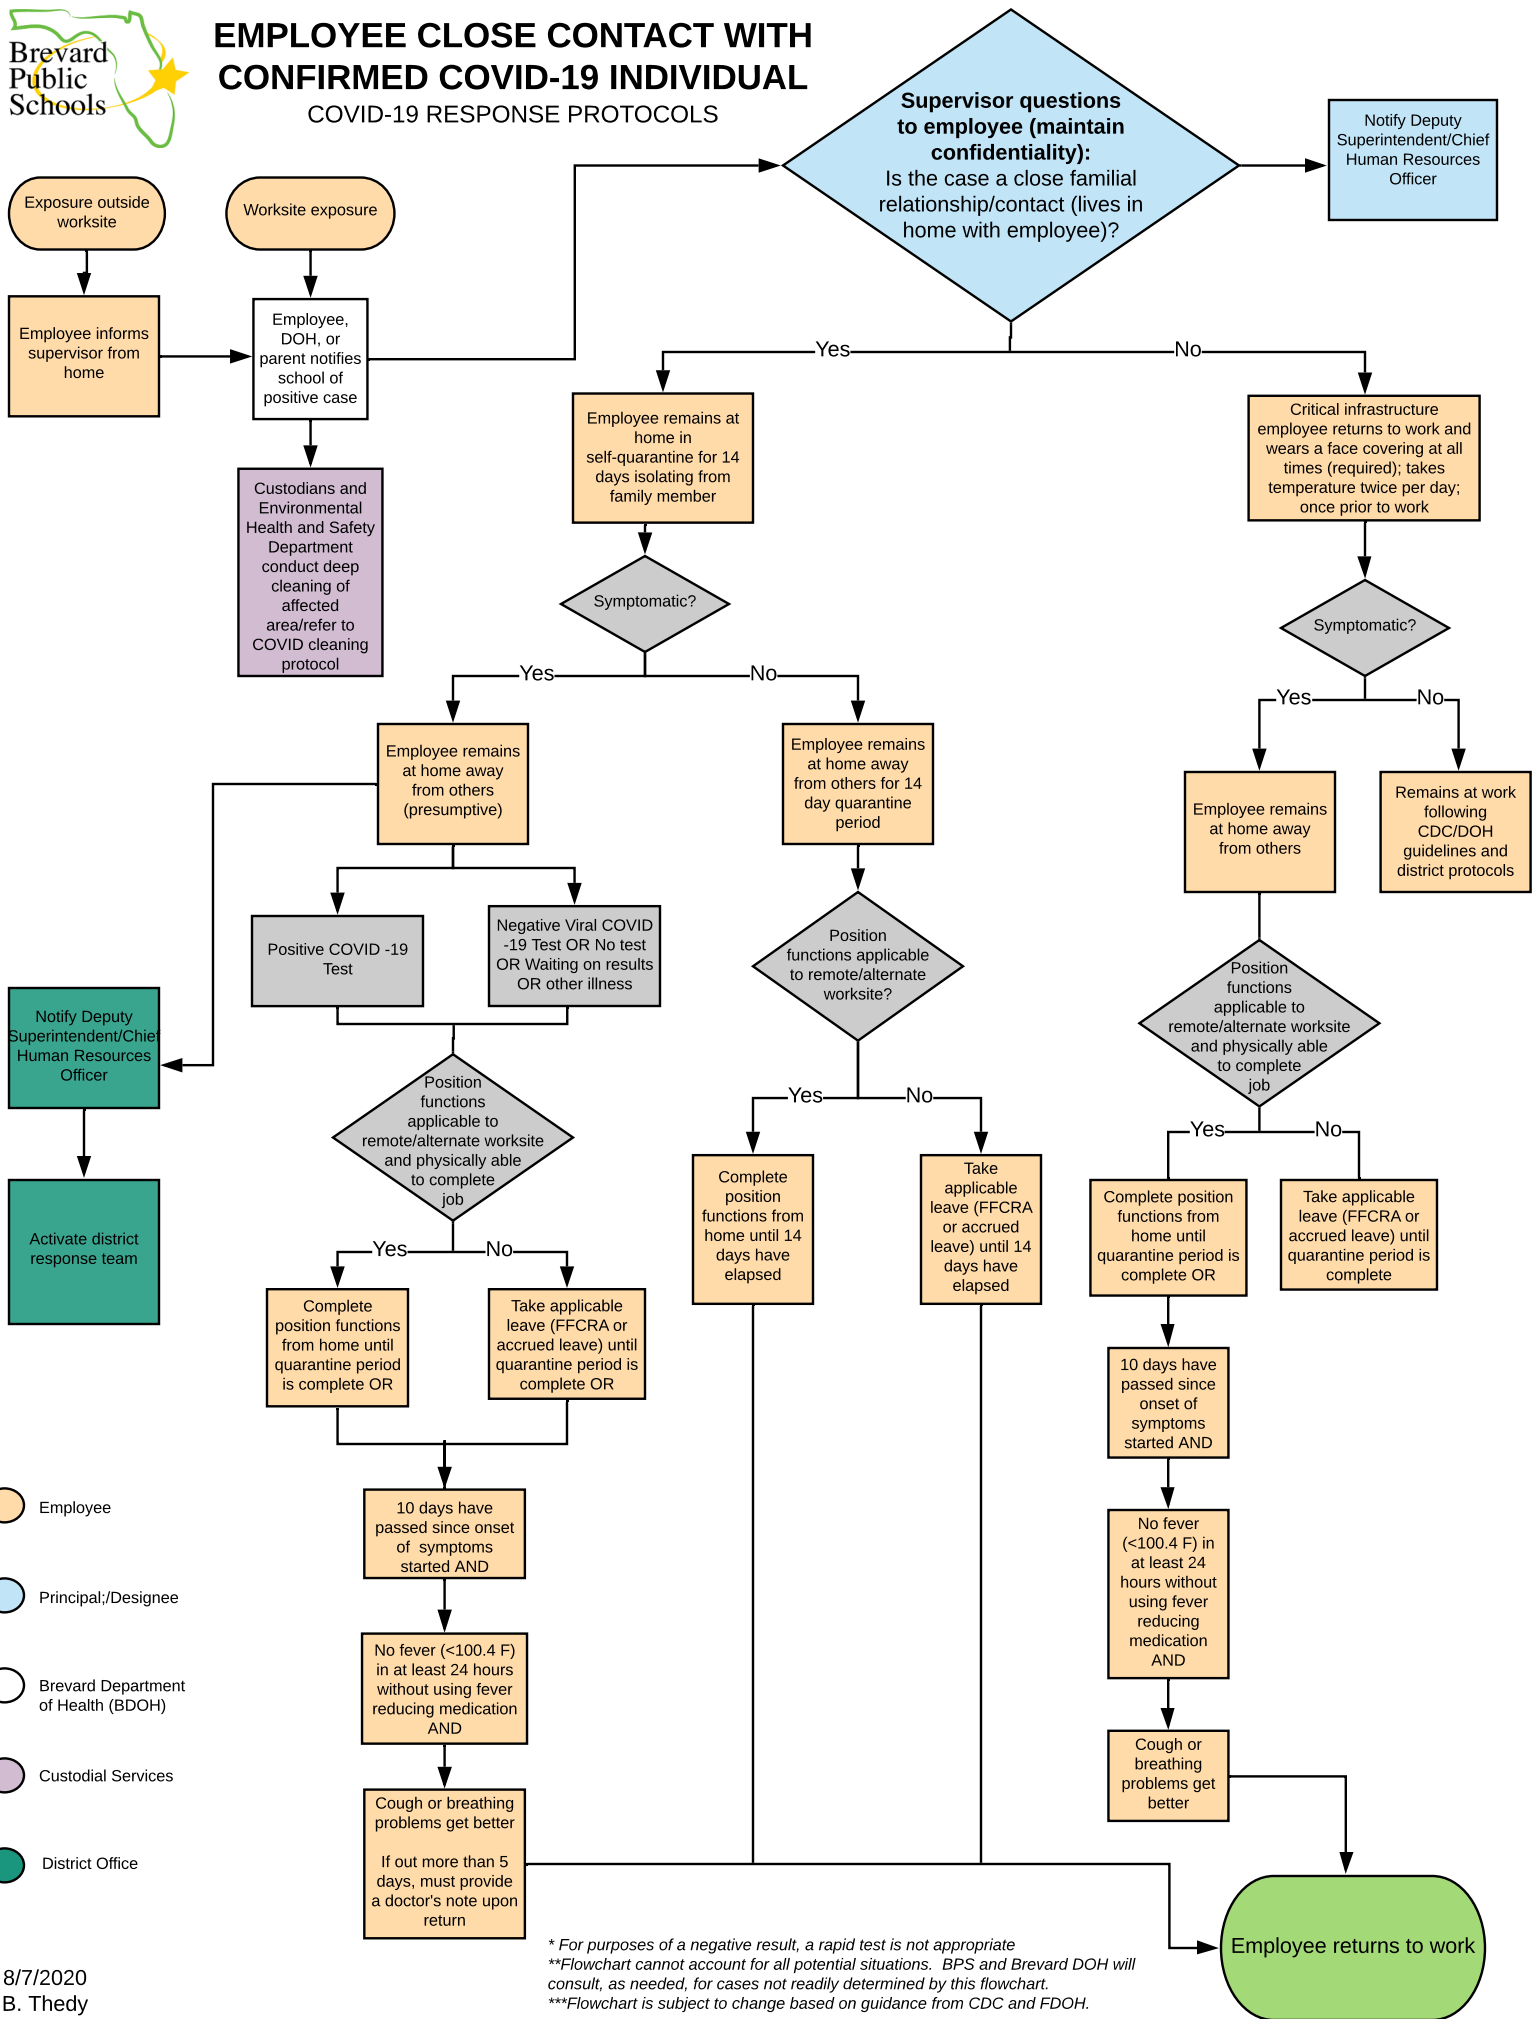 Brevard
Public
Schools
EMPLOYEE CLOSE CONTACT WITH
CONFIRMED COVID-19 INDIVIDUAL
COVID-19 RESPONSE PROTOCOLS
Supervisor questions
to employee (maintain
confidentiality):
Is the case a close familial
relationship/contact (lives in
home with employee)?
Notify Deputy
Superintendent/Chief
Human Resources
Officer
Exposure outside
worksite
Worksite exposure
Employee informs
supervisor from
home
Employee,
DOH, or
parent notifies
school of
positive case
Custodians and
Environmental
Health and Safety
Department
conduct deep
cleaning of
affected
area/refer to
COVID cleaning
protocol
Yes
No
Employee remains at
home in
self-quarantine for 14
days isolating from
family member
Critical infrastructure
employee returns to work and
wears a face covering at all
times (required); takes
temperature twice per day;
once prior to work
Symptomatic?
Symptomatic?
Yes
No
Yes
No
Employee remains
at home away
from others
(presumptive)
Employee remains
at home away
from others for 14
day quarantine
period
Employee remains
at home away
from others
Remains at work
following
CDC/DOH
guidelines and
district protocols
Positive COVID -19
Test
Negative Viral COVID
-19 Test OR No test
OR Waiting on results
OR other illness
Position
functions applicable
to remote/alternate
worksite?
Position
functions
applicable to
remote/alternate worksite
and physically able
to complete
job
Notify Deputy
Superintendent/Chief
Human Resources
Officer
Activate district
response team
Position
functions
applicable to
remote/alternate worksite
and physically able
to complete
job
Yes
No
Yes
No
Yes
No
Complete
position functions
from home until
quarantine period
is complete OR
Take applicable
leave (FFCRA or
accrued leave) until
quarantine period is
complete OR
Complete
position
functions from
home until 14
days have
elapsed
Take
applicable
leave (FFCRA
or accrued
leave) until 14
days have
elapsed
Complete position
functions from
home until
quarantine period is
complete OR
Take applicable
leave (FFCRA or
accrued leave) until
quarantine period is
complete
10 days have
passed since onset
of  symptoms
started AND
No fever (<100.4 F)
in at least 24 hours
without using fever
reducing medication
AND
Cough or breathing
problems get better
If out more than 5
days, must provide
a doctor's note upon
return
10 days have
passed since
onset of
symptoms
started AND
No fever
(<100.4 F) in
at least 24
hours without
using fever
reducing
medication
AND
Cough or
breathing
problems get
better
Employee returns to work
Employee
Principal;/Designee
Brevard Department
of Health (BDOH)
Custodial Services
District Office
* For purposes of a negative result, a rapid test is not appropriate
**Flowchart cannot account for all potential situations.  BPS and Brevard DOH will
consult, as needed, for cases not readily determined by this flowchart.
***Flowchart is subject to change based on guidance from CDC and FDOH.
8/7/2020
B. Thedy